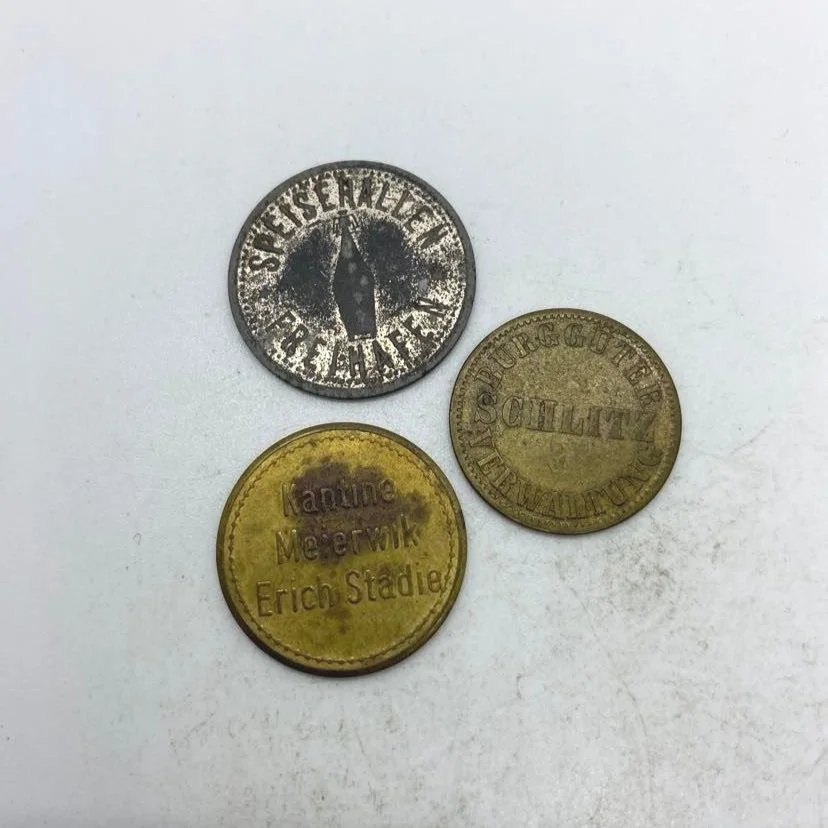 SPEISEHALLEN
FREIHAFEN
BURGGÜTER
SCHLITZ
VERWALTUNG
Kantine
Meierwik
Erich Stadie